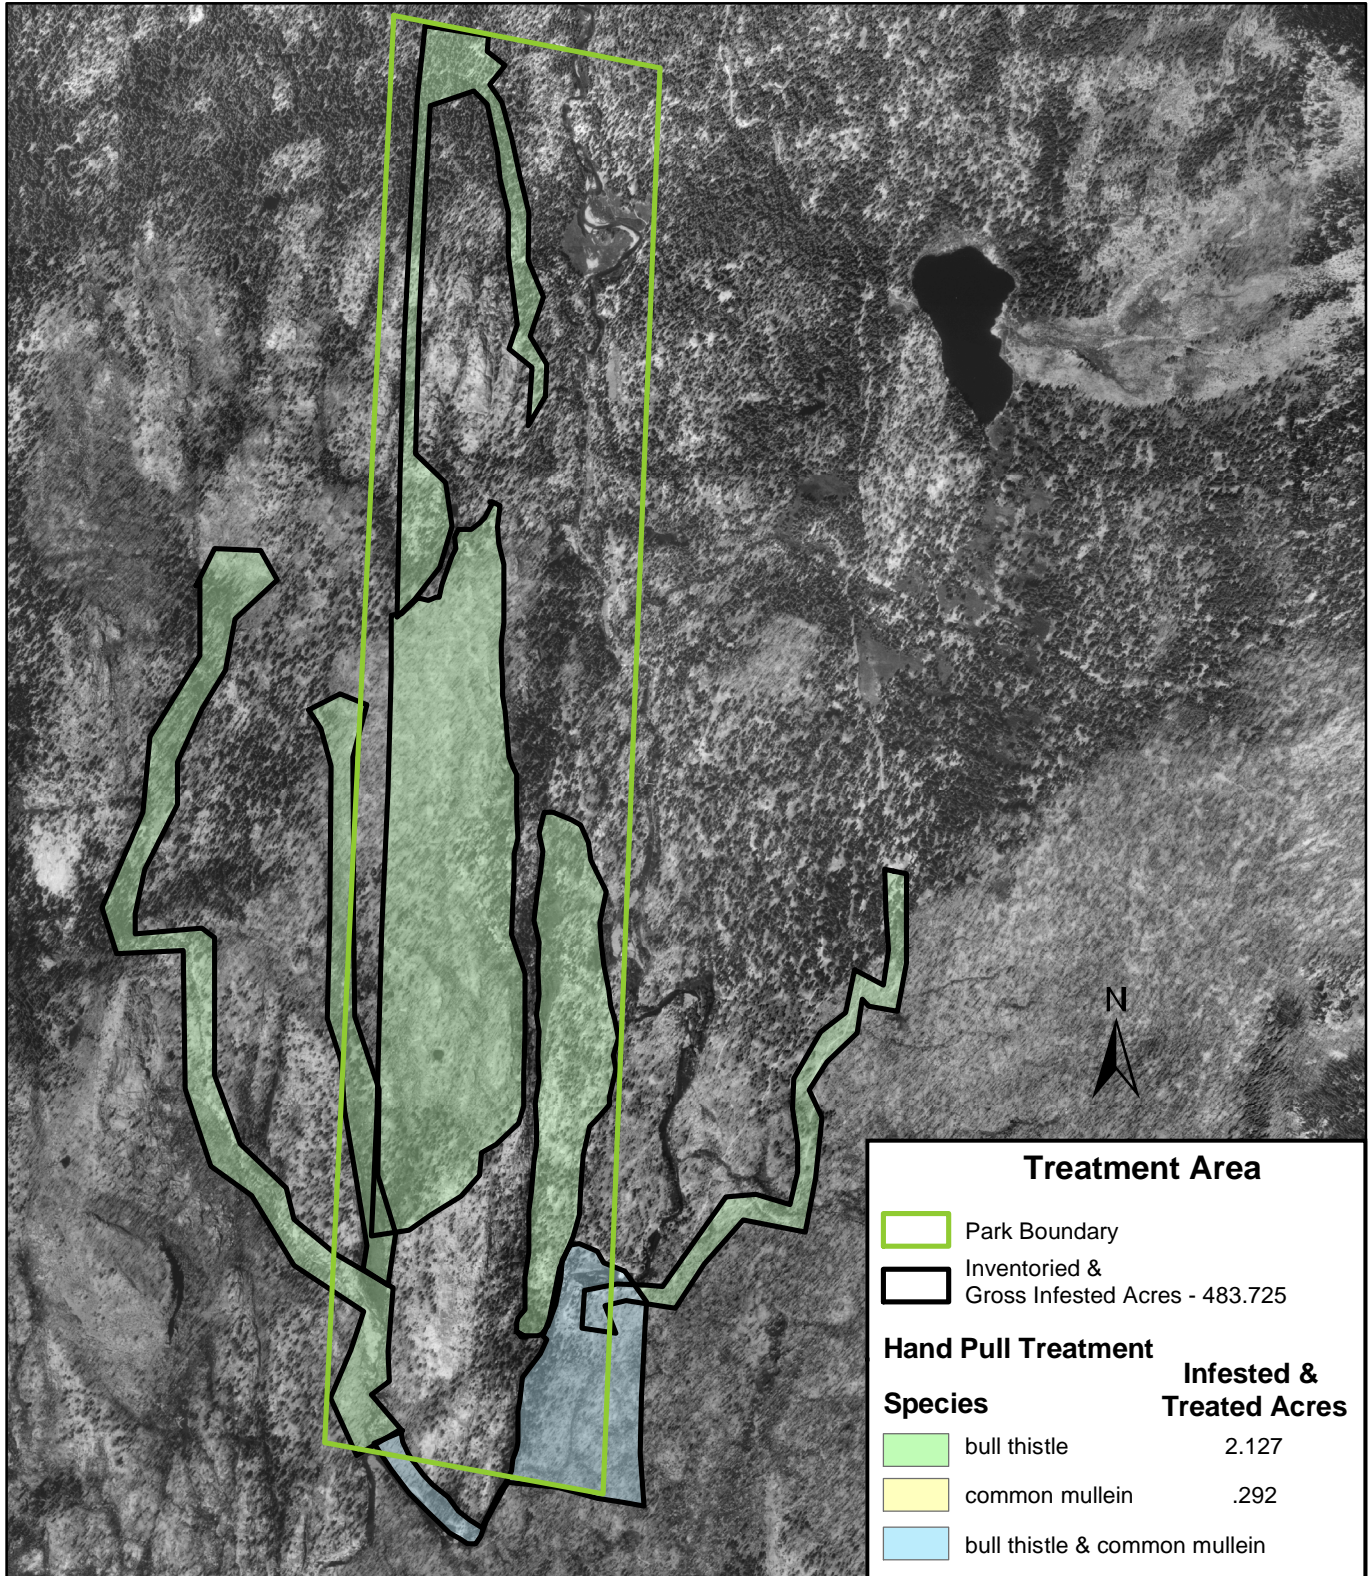 N
Treatment Area
Park Boundary
Inventoried &
Gross Infested Acres - 483.725
Hand Pull Treatment
Infested &
Species Treated Acres
bull thistle 2.127
common mullein .292
bull thistle & common mullein